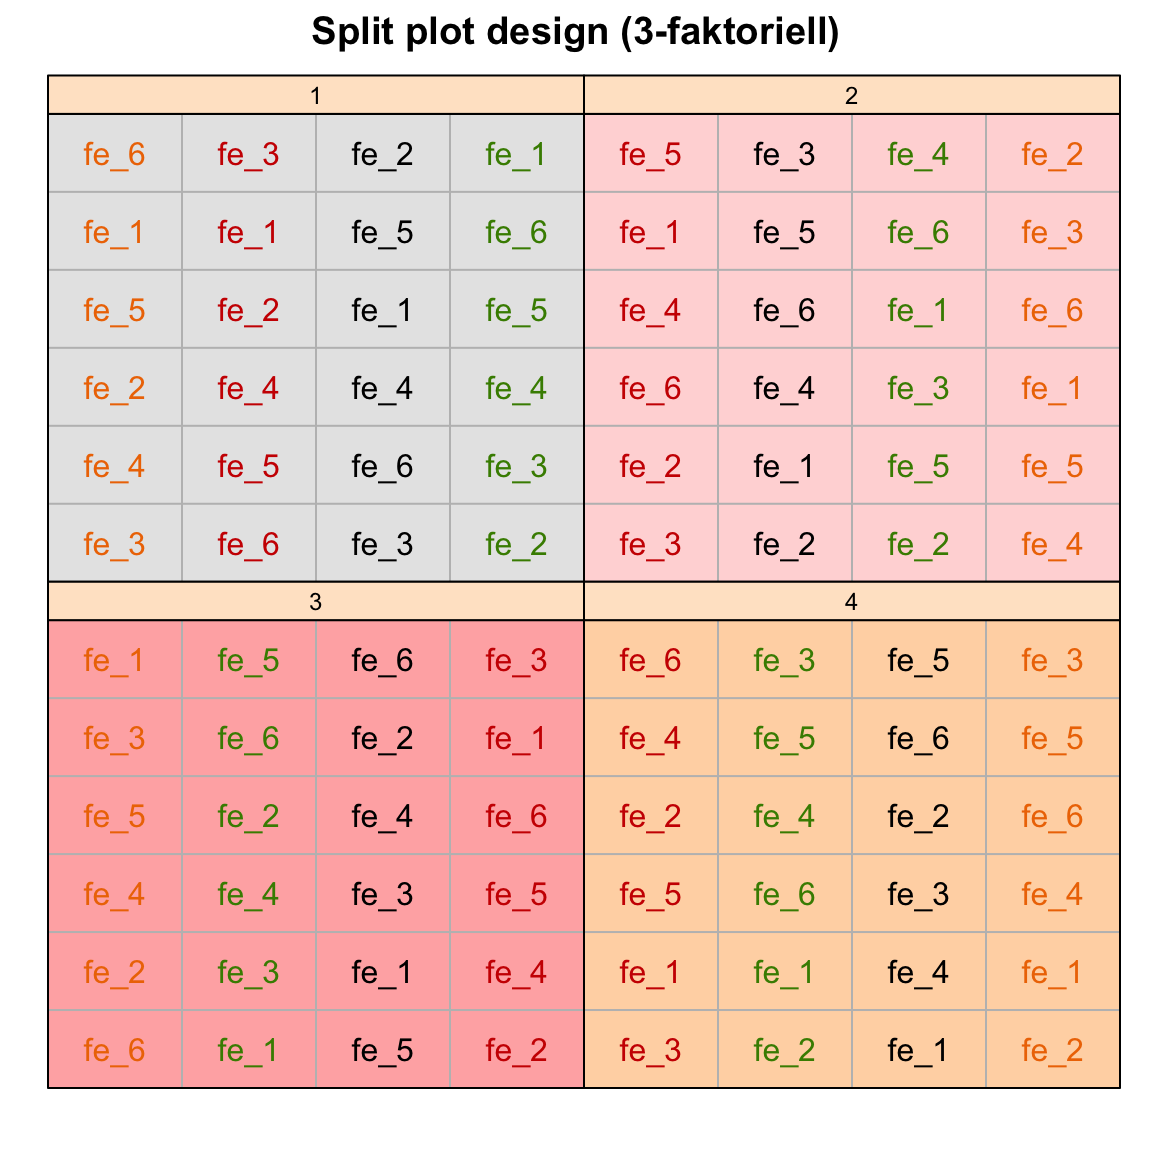 Split plot design (3-faktoriell)
1 2
fe_6 fe_3 fe_2 fe_1 fe_5 fe_3 fe_4 fe_2
fe_1 fe_1 fe_5 fe_6 fe_1 fe_5 fe_6 fe_3
fe_5 fe_2 fe_1 fe_5 fe_4 fe_6 fe_1 fe_6
fe_2 fe_4 fe_4 fe_4 fe_6 fe_4 fe_3 fe_1
fe_4 fe_5 fe_6 fe_3 fe_2 fe_1 fe_5 fe_5
fe_3 fe_6 fe_3 fe_2 fe_3 fe_2 fe_2 fe_4
3 4
fe_1 fe_5 fe_6 fe_3 fe_6 fe_3 fe_5 fe_3
fe_3 fe_6 fe_2 fe_1 fe_4 fe_5 fe_6 fe_5
fe_5 fe_2 fe_4 fe_6 fe_2 fe_4 fe_2 fe_6
fe_4 fe_4 fe_3 fe_5 fe_5 fe_6 fe_3 fe_4
fe_2 fe_3 fe_1 fe_4 fe_1 fe_1 fe_4 fe_1
fe_6 fe_1 fe_5 fe_2 fe_3 fe_2 fe_1 fe_2